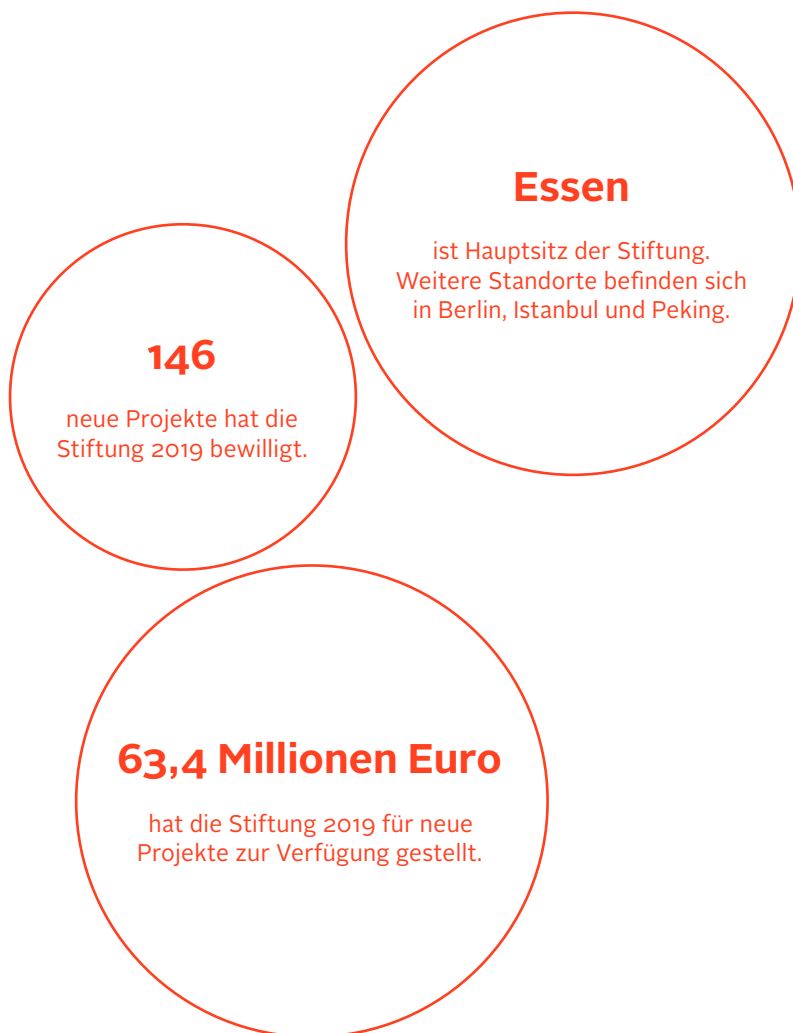 Essen
ist Hauptsitz der Stiftung.
Weitere Standorte befinden sich
in Berlin, Istanbul und Peking.
146
neue Projekte hat die
Stiftung 2019 bewilligt.
63,4 Millionen Euro
hat die Stiftung 2019 für neue
Projekte zur Verfügung gestellt.